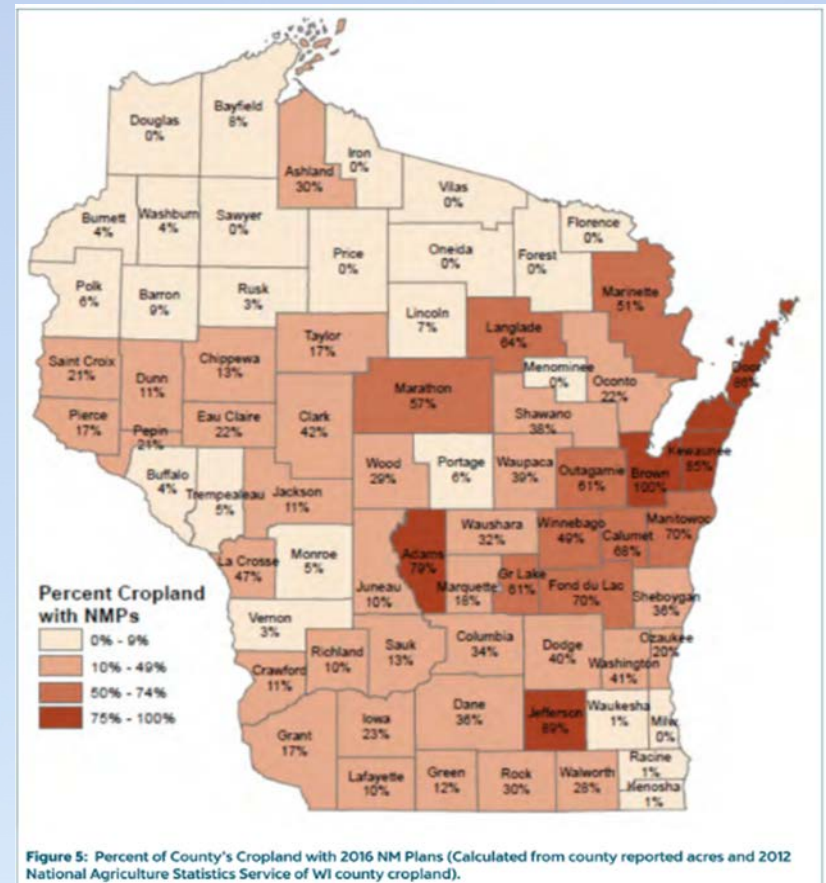 Bayfield
8%
Douglas
0%
Iron
0%
Ashland
30%
Vilas
0%
Burnett
4%
Washburn
4%
Sawyer
0%
Florence
0%
Price
0%
Oneida
0%
Forest
0%
Polk
6%
Barron
9%
Rusk
3%
Marinette
51%
Lincoln
7%
Langlade
64%
Taylor
17%
Saint Croix
21%
Dunn
11%
Chippewa
13%
Menominee
0%
Door
Oconto
22%
Marathon
57%
Pierce
17%
Pepin
21%
Eau Claire
22%
Clark
42%
Shawano
38%
Kewaunee
85%
Buffalo
4%
Trempealeau
5%
Jackson
11%
Wood
29%
Portage
6%
Waupaca
39%
Outagamie
61%
Brown
100%
La Crosse
47%
Monroe
5%
Juneau
10%
Adams
79%
Waushara
32%
Winnebago
49%
Calumet
68%
Manitowoc
70%
Marquette
18%
Gr Lake
61%
Fond du Lac
70%
Sheboygan
36%
Percent Cropland
with NMPs
0% - 9%
10% - 49%
50% - 74%
75% - 100%
Vernon
3%
Richland
10%
Sauk
13%
Columbia
34%
Dodge
40%
Washington
41%
Ozaukee
20%
Crawford
11%
Grant
17%
Iowa
23%
Dane
36%
Jefferson
89%
Waukesha
1%
Milw
0%
Lafayette
10%
Green
12%
Rock
30%
Walworth
28%
Racine
1%
Kenosha
1%
Figure 5: Percent of County's Cropland with 2016 NM Plans (Calculated from county reported acres and 2012
National Agriculture Statistics Service of WI county cropland).